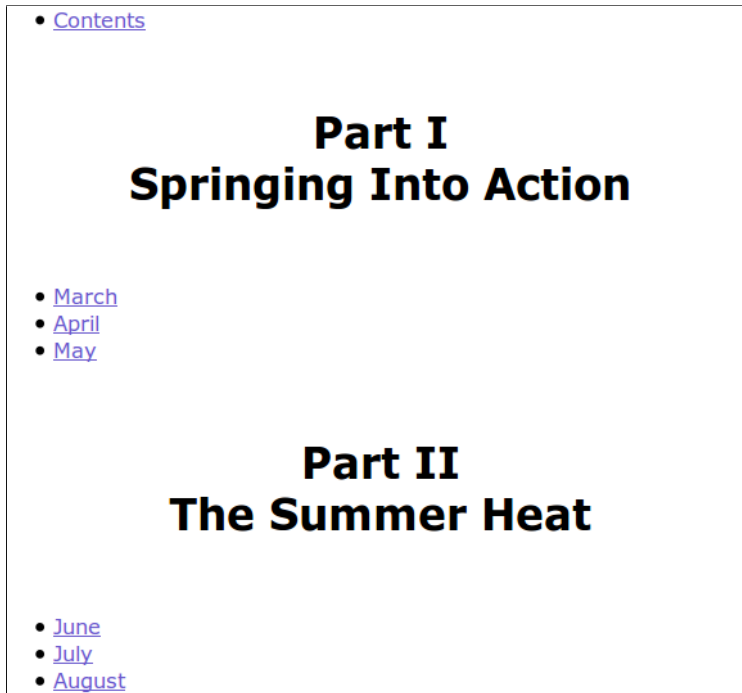 Contents
Part I
Springing Into Action
March
April
May
Part II
The Summer Heat
June
July
August